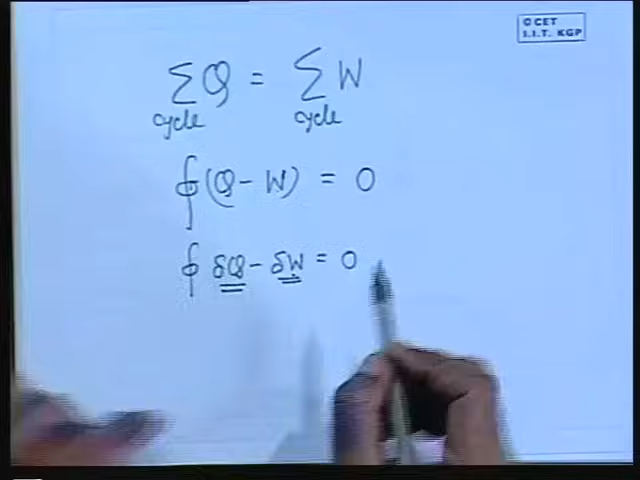 © CET
I.I.T. KGP
∑ Q = ∑ W
cycle cycle
∮(Q - W) = 0
∮ δQ - δW = 0